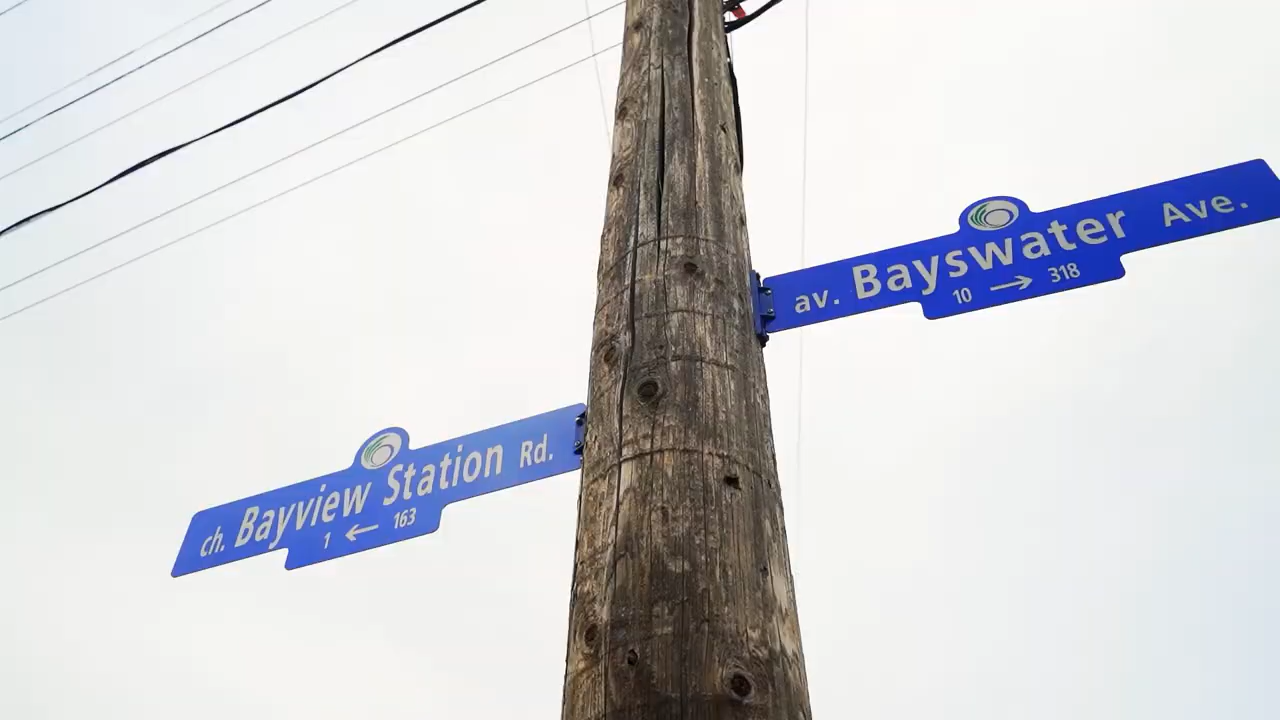 av. Bayswater Ave.
10 → 318
ch. Bayview Station Rd.
1 ← 163